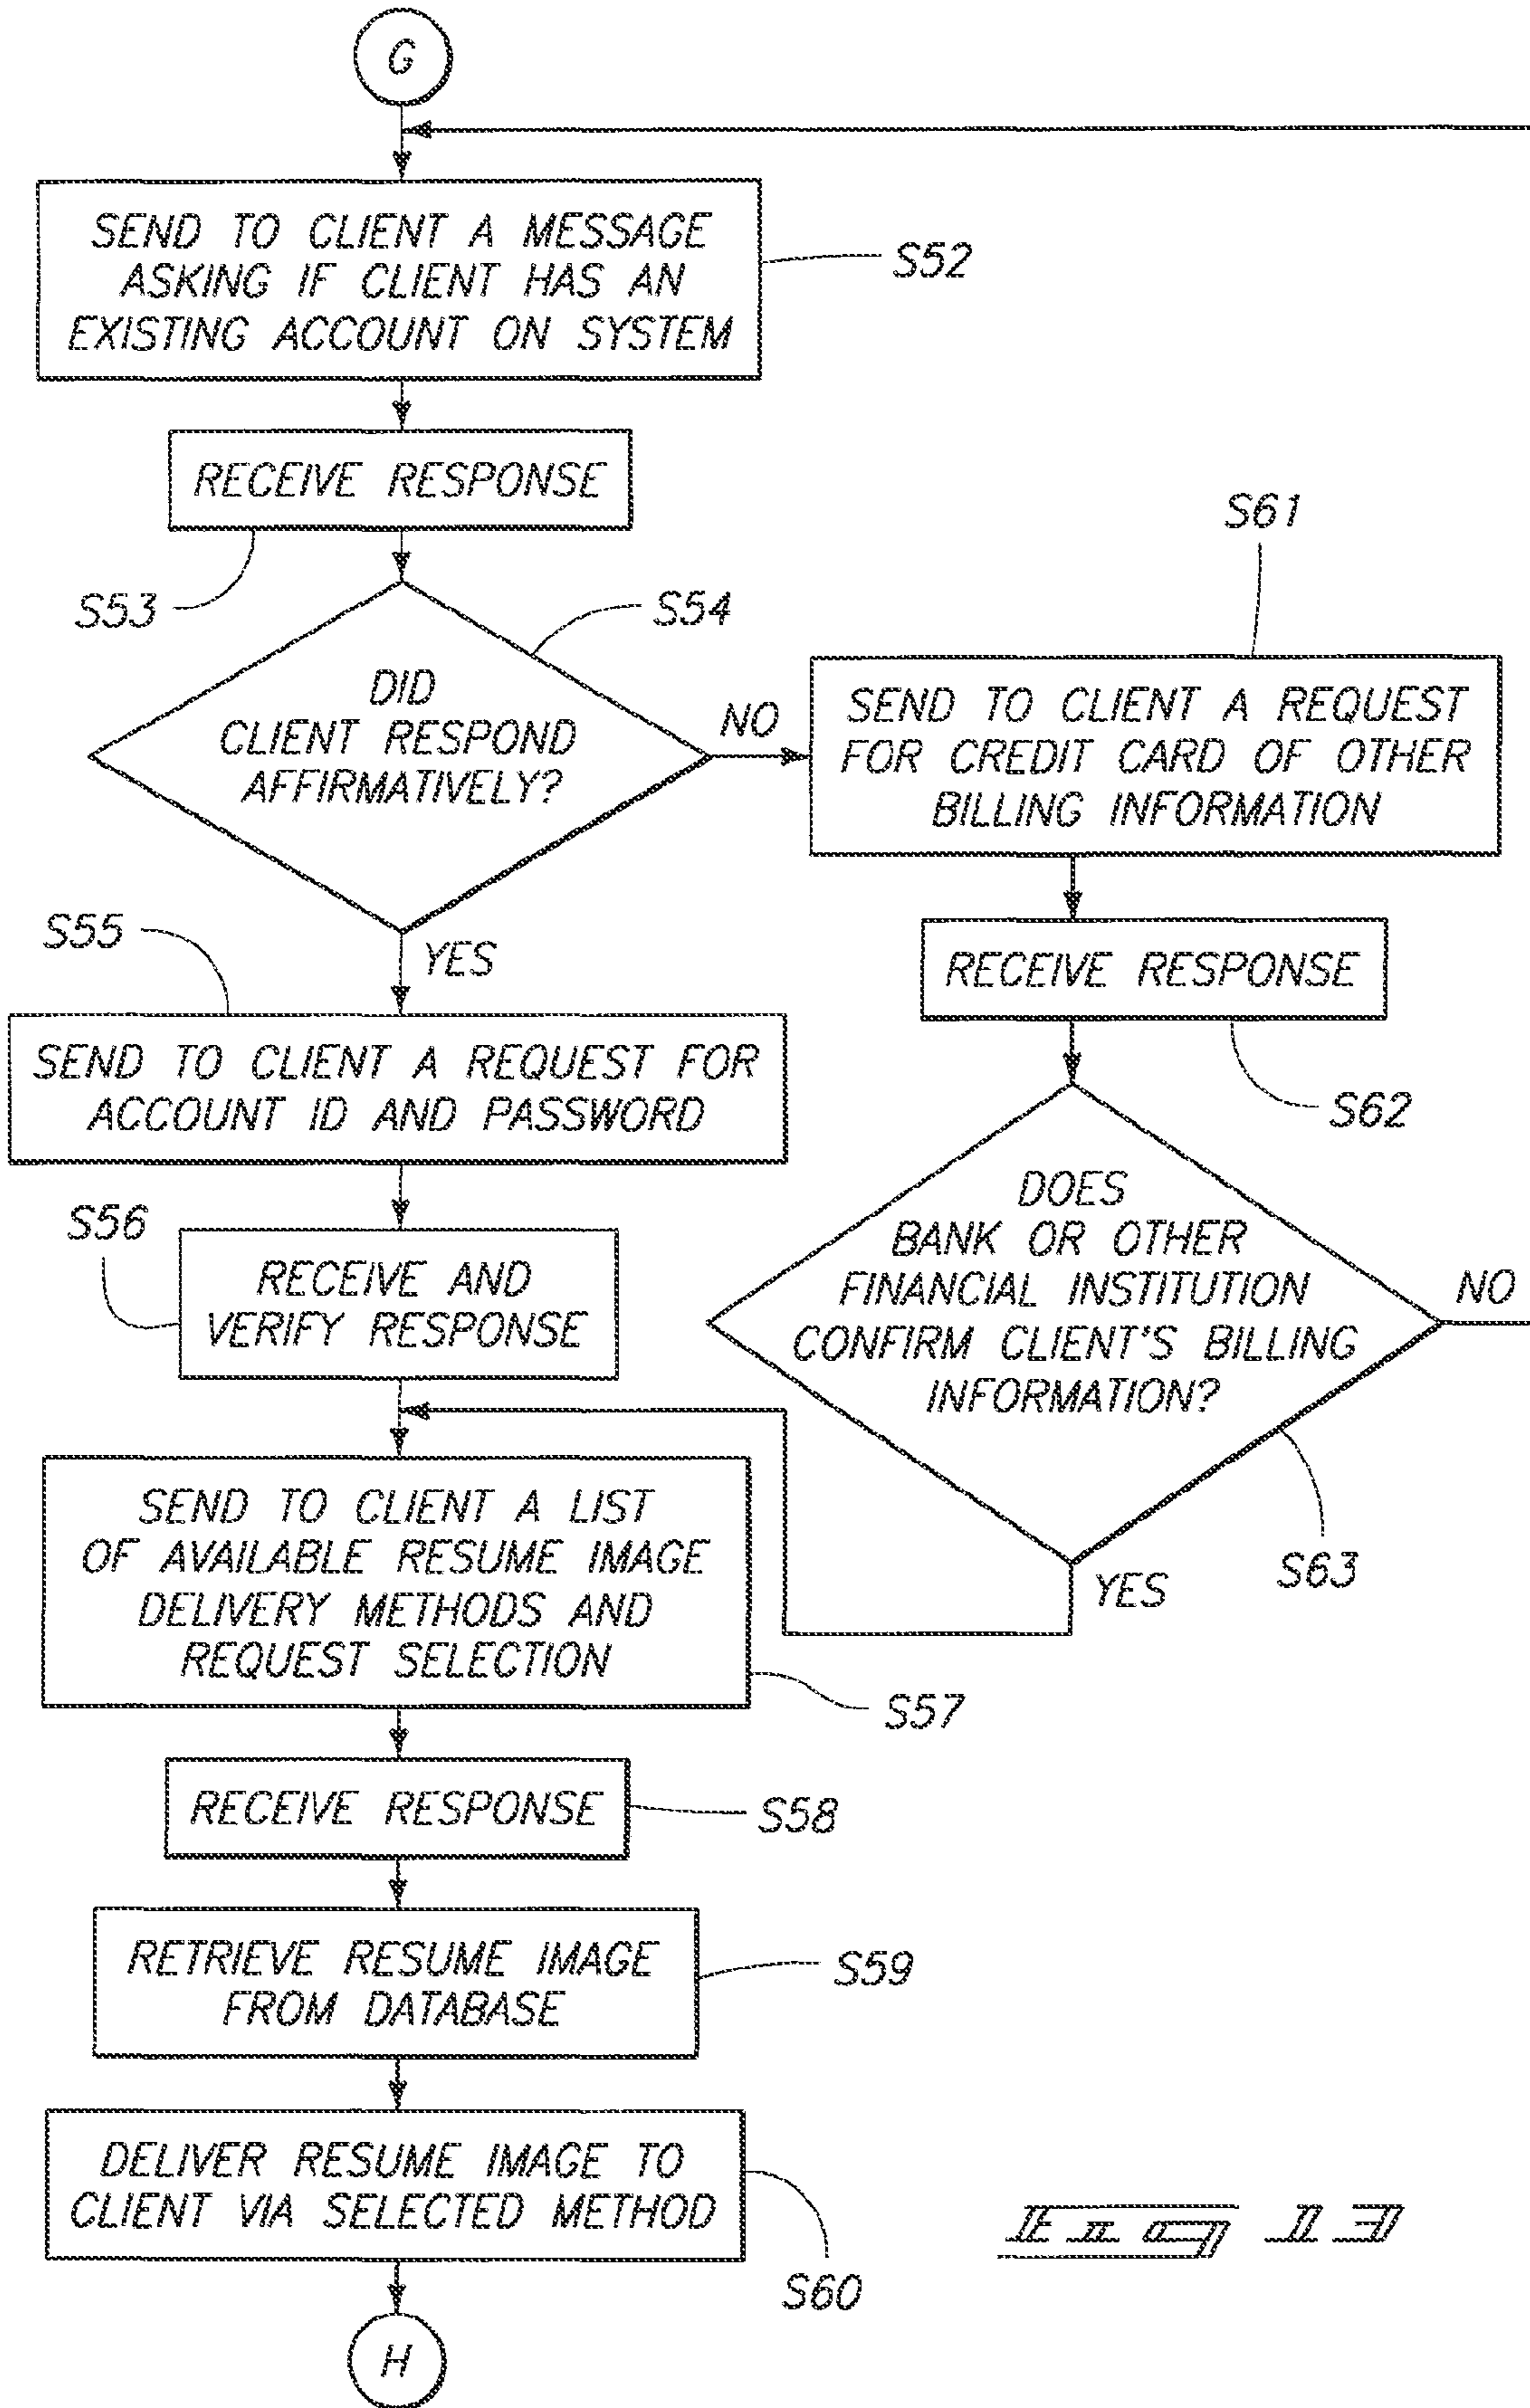 G
SEND TO CLIENT A MESSAGE
ASKING IF CLIENT HAS AN
EXISTING ACCOUNT ON SYSTEM
S52
RECEIVE RESPONSE
S53
DID
CLIENT RESPOND
AFFIRMATIVELY?
S54
NO
YES
S61
SEND TO CLIENT A REQUEST
FOR CREDIT CARD OF OTHER
BILLING INFORMATION
RECEIVE RESPONSE
S62
DOES
BANK OR OTHER
FINANCIAL INSTITUTION
CONFIRM CLIENT'S BILLING
INFORMATION?
NO
S63
YES
S55
SEND TO CLIENT A REQUEST FOR
ACCOUNT ID AND PASSWORD
S56
RECEIVE AND
VERIFY RESPONSE
SEND TO CLIENT A LIST
OF AVAILABLE RESUME IMAGE
DELIVERY METHODS AND
REQUEST SELECTION
S57
RECEIVE RESPONSE
S58
RETRIEVE RESUME IMAGE
FROM DATABASE
S59
DELIVER RESUME IMAGE TO
CLIENT VIA SELECTED METHOD
S60
H
Fig 13